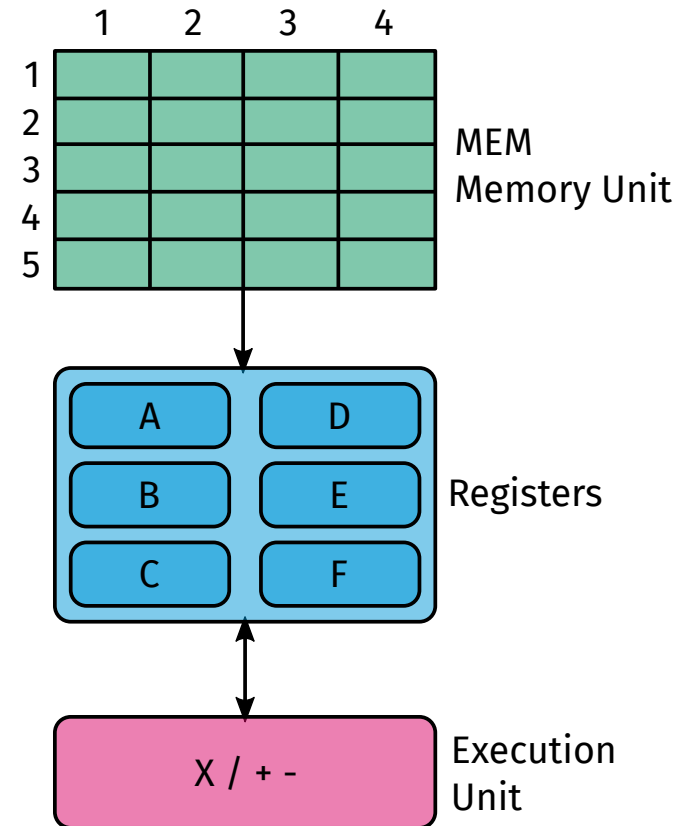 1 2 3 4
1
2
3
4
5
MEM
Memory Unit
A D
B E
C F
Registers
X / + -
Execution
Unit